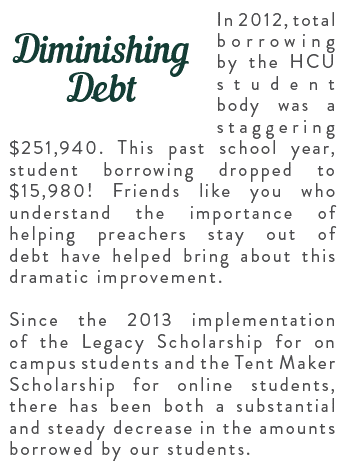 Diminishing
Debt
In 2012, total
borrowing
by the HCU
student
body was a
staggering
$251,940. This past school year,
student borrowing dropped to
$15,980! Friends like you who
understand the importance of
helping preachers stay out of
debt have helped bring about this
dramatic improvement.
Since the 2013 implementation
of the Legacy Scholarship for on
campus students and the Tent Maker
Scholarship for online students,
there has been both a substantial
and steady decrease in the amounts
borrowed by our students.